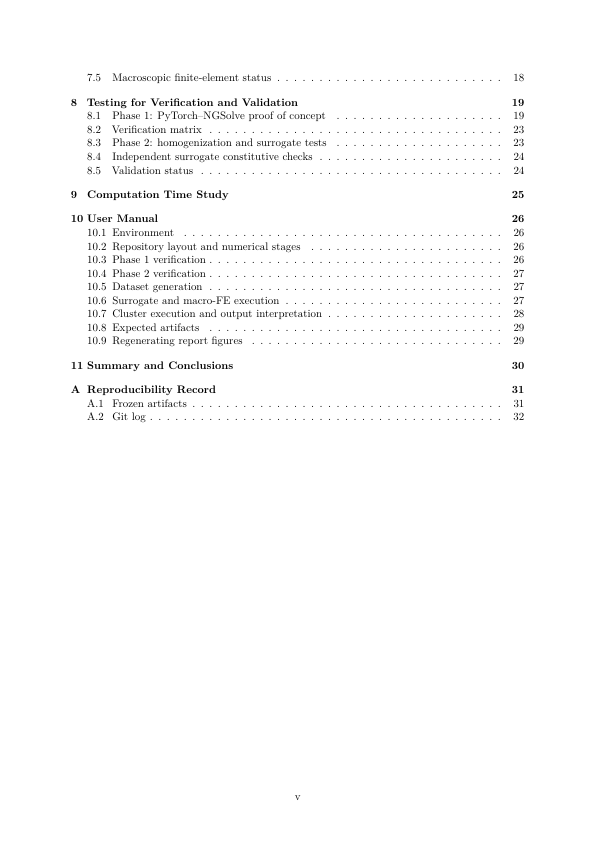 7.5 Macroscopic finite-element status . . . . . . . . . . . . . . . . . . . . . . . . . . . 18
8 Testing for Verification and Validation 19
8.1 Phase 1: PyTorch–NGSolve proof of concept . . . . . . . . . . . . . . . . . . . . 19
8.2 Verification matrix . . . . . . . . . . . . . . . . . . . . . . . . . . . . . . . . . . . 23
8.3 Phase 2: homogenization and surrogate tests . . . . . . . . . . . . . . . . . . . . 23
8.4 Independent surrogate constitutive checks . . . . . . . . . . . . . . . . . . . . . . 24
8.5 Validation status . . . . . . . . . . . . . . . . . . . . . . . . . . . . . . . . . . . . 24
9 Computation Time Study 25
10 User Manual 26
10.1 Environment . . . . . . . . . . . . . . . . . . . . . . . . . . . . . . . . . . . . . . 26
10.2 Repository layout and numerical stages . . . . . . . . . . . . . . . . . . . . . . . 26
10.3 Phase 1 verification . . . . . . . . . . . . . . . . . . . . . . . . . . . . . . . . . . . 26
10.4 Phase 2 verification . . . . . . . . . . . . . . . . . . . . . . . . . . . . . . . . . . . 27
10.5 Dataset generation . . . . . . . . . . . . . . . . . . . . . . . . . . . . . . . . . . . 27
10.6 Surrogate and macro-FE execution . . . . . . . . . . . . . . . . . . . . . . . . . . 27
10.7 Cluster execution and output interpretation . . . . . . . . . . . . . . . . . . . . . 28
10.8 Expected artifacts . . . . . . . . . . . . . . . . . . . . . . . . . . . . . . . . . . . 29
10.9 Regenerating report figures . . . . . . . . . . . . . . . . . . . . . . . . . . . . . . 29
11 Summary and Conclusions 30
A Reproducibility Record 31
A.1 Frozen artifacts . . . . . . . . . . . . . . . . . . . . . . . . . . . . . . . . . . . . . 31
A.2 Git log . . . . . . . . . . . . . . . . . . . . . . . . . . . . . . . . . . . . . . . . . . 32
v